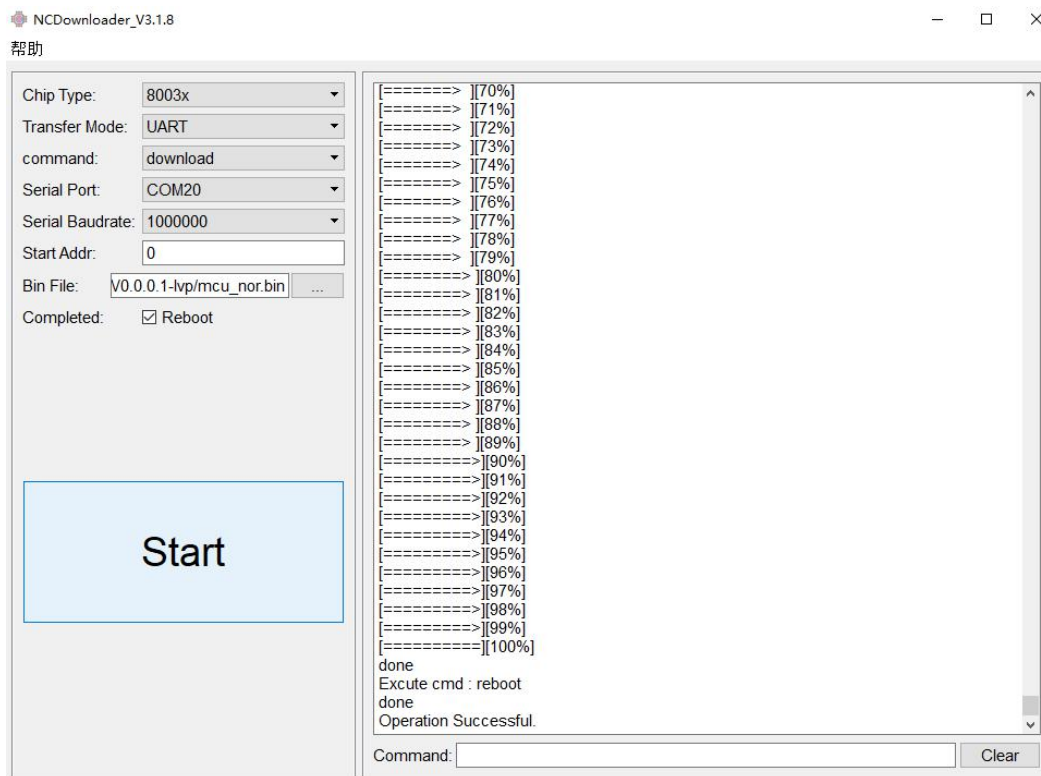 NCDownloader_V3.1.8
帮助
Chip Type: 8003x
Transfer Mode: UART
command: download
Serial Port: COM20
Serial Baudrate: 1000000
Start Addr: 0
Bin File: V0.0.0.1-lvp/mcu_nor.bin ...
Completed: Reboot
Start
[=======>  ][70%]
[=======>  ][71%]
[=======>  ][72%]
[=======>  ][73%]
[=======>  ][74%]
[=======>  ][75%]
[=======>  ][76%]
[=======>  ][77%]
[=======>  ][78%]
[=======>  ][79%]
[========> ][80%]
[========> ][81%]
[========> ][82%]
[========> ][83%]
[========> ][84%]
[========> ][85%]
[========> ][86%]
[========> ][87%]
[========> ][88%]
[========> ][89%]
[=========>][90%]
[=========>][91%]
[=========>][92%]
[=========>][93%]
[=========>][94%]
[=========>][95%]
[=========>][96%]
[=========>][97%]
[=========>][98%]
[=========>][99%]
[==========][100%]
done
Excute cmd : reboot
done
Operation Successful.
Command: Clear